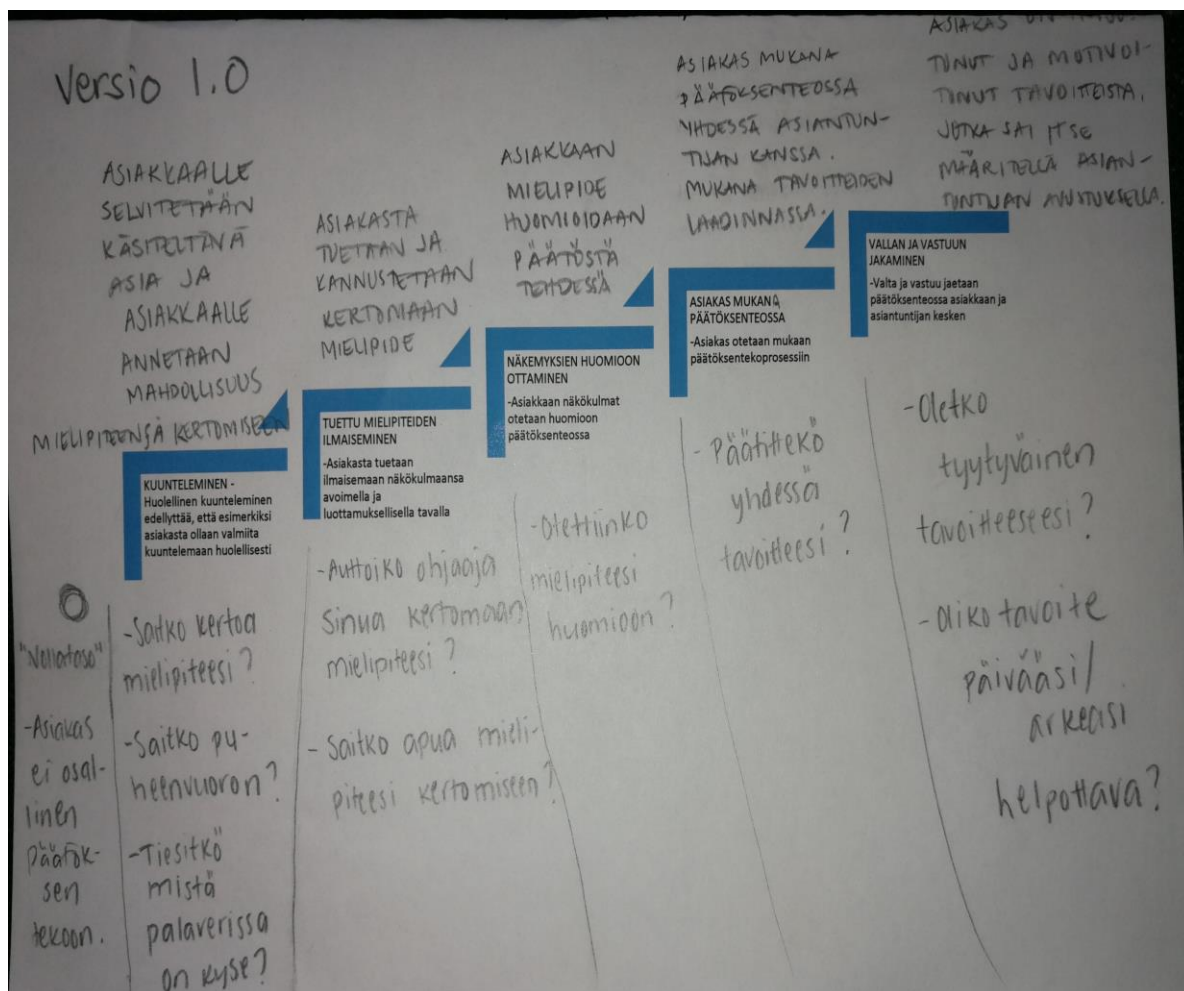 Versio 1.0
ASIAKKAALLE
SELVITETÄÄN
KÄSITELTÄVÄ
ASIA JA
ASIAKKAALLE
ANNETAAN
MAHDOLLISUUS
MIELIPITEENSÄ KERTOMISEEN
KUUNTELEMINEN -
Huolellinen kuunteleminen
edellyttää, että esimerkiksi
asiakasta ollaan valmiita
kuuntelemaan huolellisesti
ASIAKASTA
TUETAAN JA
KANNUSTETAAN
KERTOMAAN
MIELIPIDE
TUETTU MIELIPITEIDEN
ILMAISEMINEN
-Asiakasta tuetaan
ilmaisemaan näkökulmaansa
avoimella ja
luottamuksellisella tavalla
ASIAKKAAN
MIELIPIDE
HUOMIOIDAAN
PÄÄTÖSTÄ
TEHDESSÄ
NÄKEMYKSIEN HUOMIOON
OTTAMINEN
-Asiakkaan näkökulmat
otetaan huomioon
päätöksenteossa
ASIAKAS MUKANA
PÄÄTÖKSENTEOSSA
YHDESSÄ ASIANTUN-
TIJAN KANSSA.
MUKANA TAVOITTEIDEN
LAADINNASSA.
ASIAKAS MUKANA
PÄÄTÖKSENTEOSSA
-Asiakas otetaan mukaan
päätöksentekoprosessiin
ASIAKAS ON
TUNUT JA MOTIVOI-
TUNUT TAVOITTEISTA,
JOTKA SAI ITSE
MÄÄRITELLÄ ASIAN-
TUNTIJAN AVUSTUKSELLA.
VALLAN JA VASTUUN
JAKAMINEN
-Valta ja vastuu jaetaan
päätöksenteossa asiakkaan ja
asiantuntijan kesken
0
"Nollataso"
-Asiakas
ei osal-
linen
päätök-
sen
tekoon.
-Saitko kertoa
mielipiteesi?
-Saitko pu-
heenvuoron?
-Tiesitkö
mistä
palaverissa
on kyse?
-Auttoiko ohjaaja
sinua kertomaan
mielipiteesi?
- Saitko apua mieli-
piteesi kertomiseen?
-Otettiinko
mielipiteesi
huomioon?
- Päätittekö
yhdessä
tavoitteesi?
-Oletko
tyytyväinen
tavoitteeseesi?
- Oliko tavoite
päivääsi/
arkeasi
helpottava?